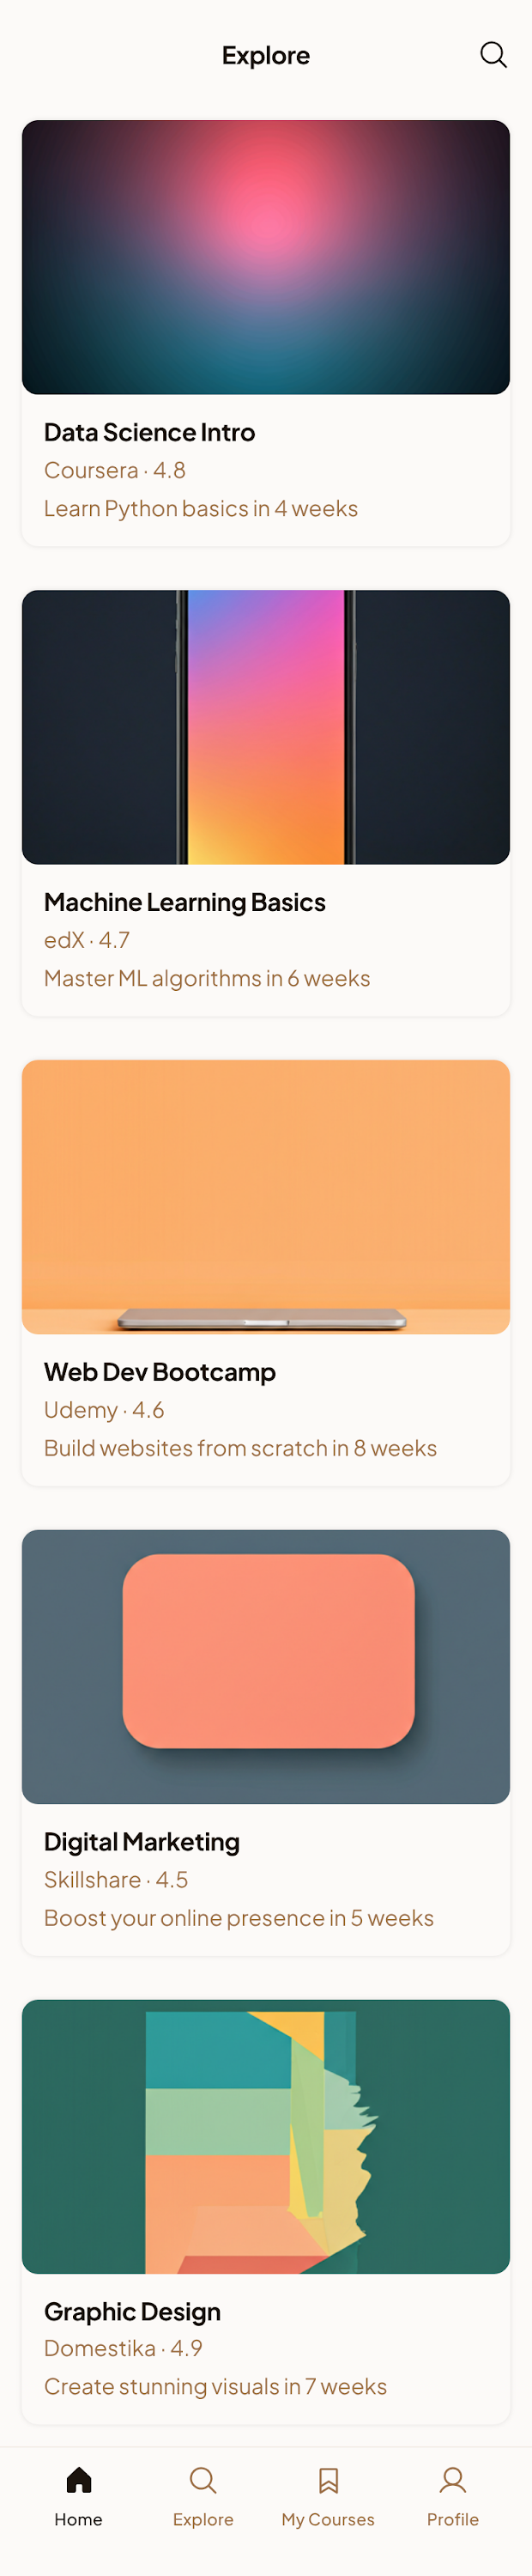 Explore
Data Science Intro
Coursera · 4.8
Learn Python basics in 4 weeks
Machine Learning Basics
edX · 4.7
Master ML algorithms in 6 weeks
Web Dev Bootcamp
Udemy · 4.6
Build websites from scratch in 8 weeks
Digital Marketing
Skillshare · 4.5
Boost your online presence in 5 weeks
Graphic Design
Domestika · 4.9
Create stunning visuals in 7 weeks
Home
Explore
My Courses
Profile